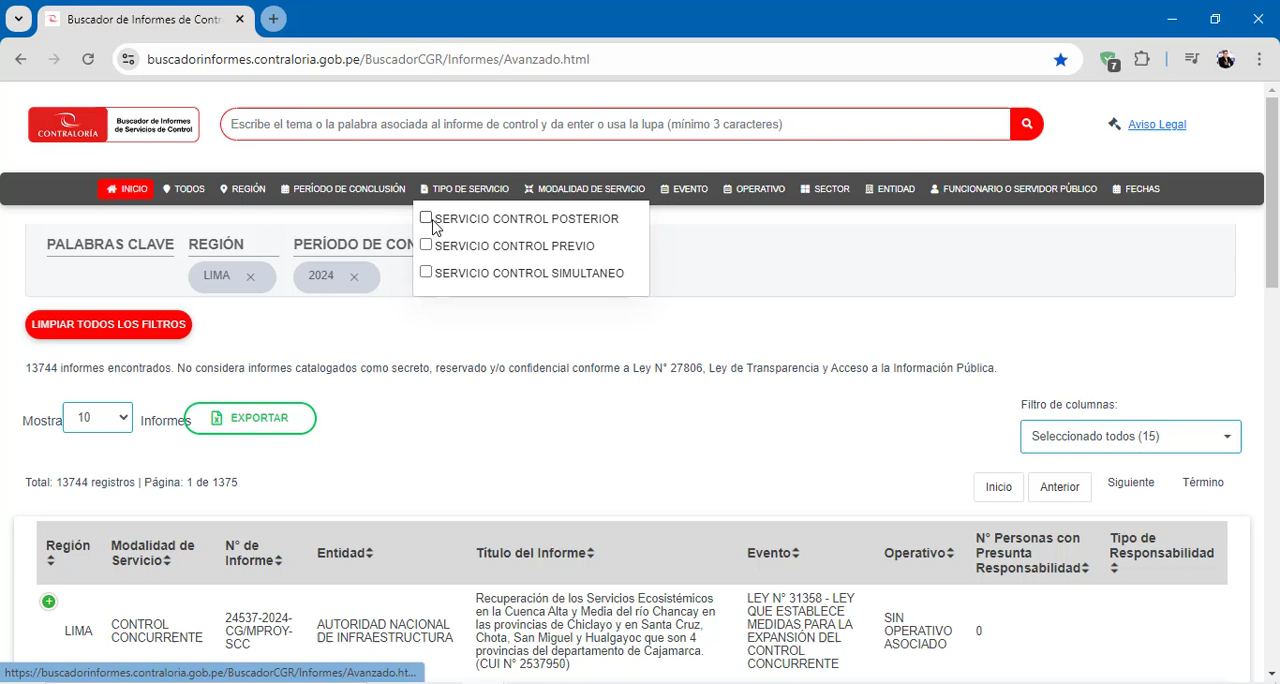 Buscador de Informes de Contr
buscadorinformes.contraloria.gob.pe/BuscadorCGR/Informes/Avanzado.html
7
CONTRALORÍA
Buscador de Informes
de Servicios de Control
Escribe el tema o la palabra asociada al informe de control y da enter o usa la lupa (mínimo 3 caracteres)
Aviso Legal
INICIO TODOS REGIÓN PERÍODO DE CONCLUSIÓN TIPO DE SERVICIO MODALIDAD DE SERVICIO EVENTO OPERATIVO SECTOR ENTIDAD FUNCIONARIO O SERVIDOR PÚBLICO FECHAS
SERVICIO CONTROL POSTERIOR
SERVICIO CONTROL PREVIO
SERVICIO CONTROL SIMULTANEO
PALABRAS CLAVE REGIÓN PERÍODO DE CON
LIMA 2024
LIMPIAR TODOS LOS FILTROS
13744 informes encontrados. No considera informes catalogados como secreto, reservado y/o confidencial conforme a Ley N° 27806, Ley de Transparencia y Acceso a la Información Pública.
Mostra 10 Informes EXPORTAR
Filtro de columnas:
Seleccionado todos (15)
Total: 13744 registros | Página: 1 de 1375
Inicio Anterior Siguiente Término
Región
Modalidad de
Servicio
N° de
Informe
Entidad
Título del Informe
Evento
Operativo
N° Personas con
Presunta
Responsabilidad
Tipo de
Responsabilidad
LIMA
CONTROL
CONCURRENTE
24537-2024-
CG/MPROY-
SCC
AUTORIDAD NACIONAL
DE INFRAESTRUCTURA
Recuperación de los Servicios Ecosistémicos
en la Cuenca Alta y Media del río Chancay en
las provincias de Chiclayo y en Santa Cruz,
Chota, San Miguel y Hualgayoc que son 4
provincias del departamento de Cajamarca.
(CUI N° 2537950)
LEY N° 31358 - LEY
QUE ESTABLECE
MEDIDAS PARA LA
EXPANSIÓN DEL
CONTROL
CONCURRENTE
SIN
OPERATIVO
ASOCIADO
0
https://buscadorinformes.contraloria.gob.pe/BuscadorCGR/Informes/Avanzado.ht...